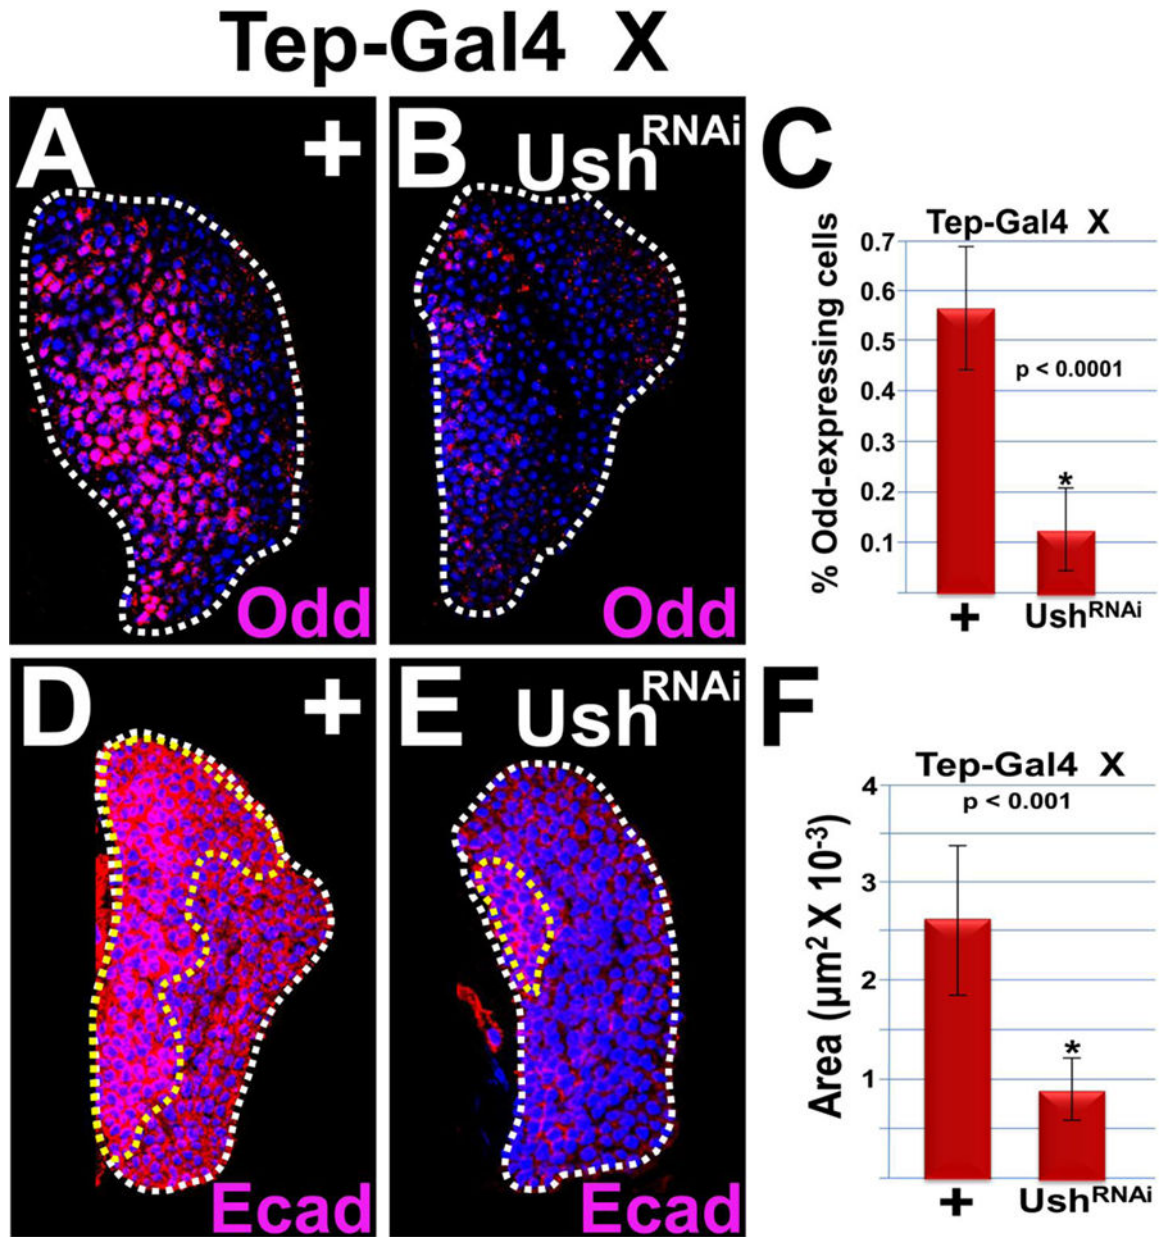 Tep-Gal4 X
A +
Odd
B Ush RNAi
Odd
C
Tep-Gal4 X
% Odd-expressing cells
0.7
0.6
0.5
0.4
0.3
0.2
0.1
p < 0.0001
*
+ Ush RNAi
D +
Ecad
E Ush RNAi
Ecad
F
Tep-Gal4 X
p < 0.001
Area (µm² X 10⁻³)
4
3
2
1
*
+ Ush RNAi